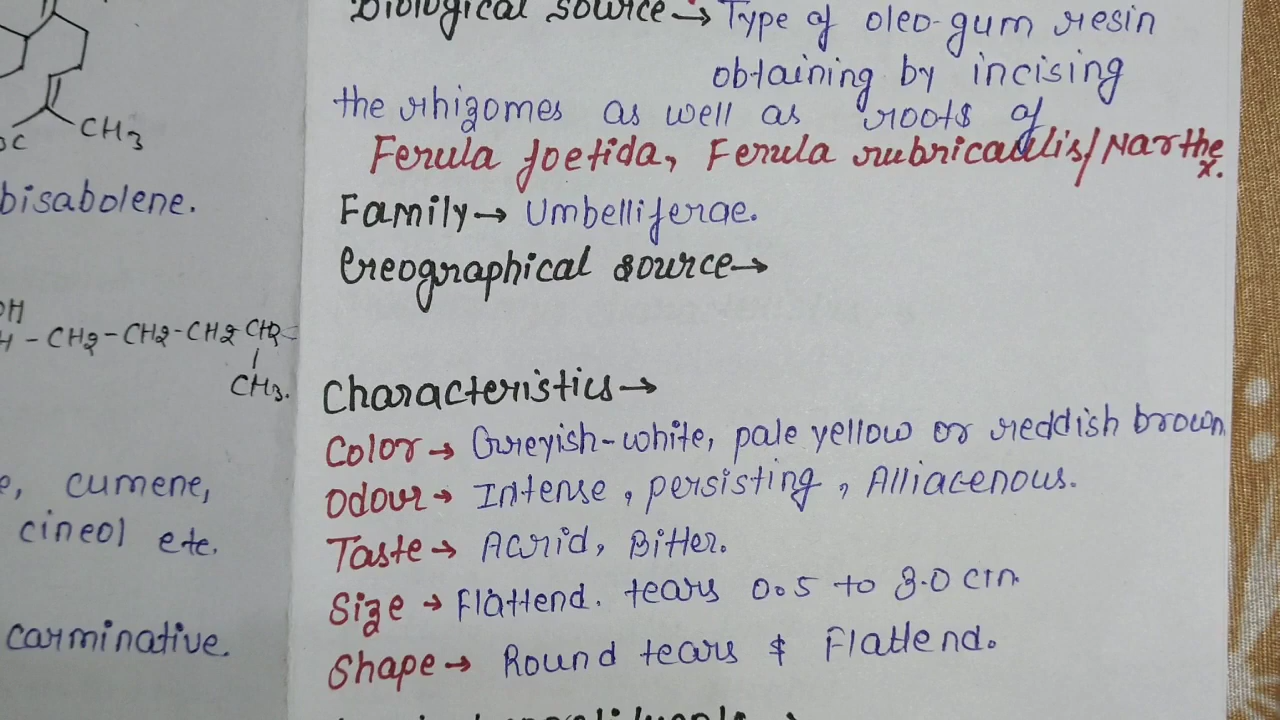 CH3
bisabolene.
OH
H - CH2 - CH2 - CH2 CH2
CH3.
e, cumene,
cineol etc.
carminative.
Biological source → Type of oleo-gum resin
obtaining by incising
the rhizomes as well as roots of
Ferula foetida, Ferula rubricaulis/Narthex.
Family → Umbelliferae.
Geographical source →
Characteristics →
Color → Greyish-white, pale yellow or reddish brown
Odour → Intense, persisting, Alliacenous.
Taste → Acrid, Bitter.
Size → Flattend. tears 0.5 to 3.0 cm
Shape → Round tears & Flattend.